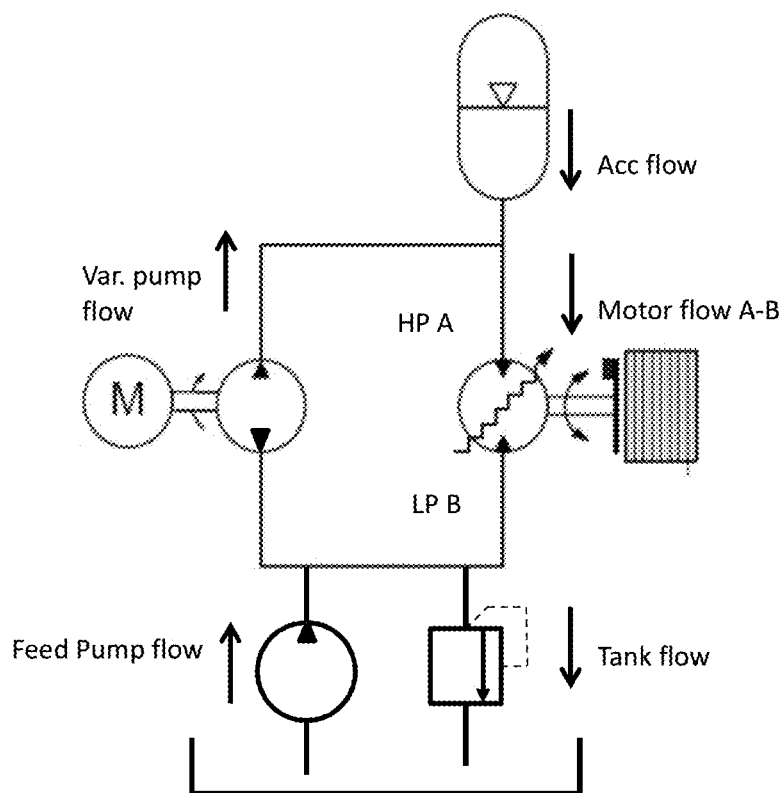 Acc flow
Var. pump
flow
HP A
Motor flow A-B
M
LP B
Feed Pump flow
Tank flow